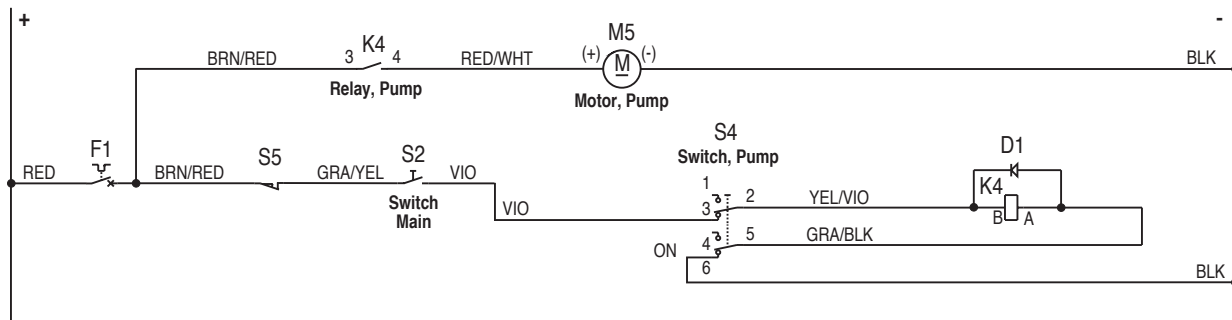 + -
M5
K4
BRN/RED 3 4 RED/WHT (+) M (-) BLK
Relay, Pump Motor, Pump
S4
F1 S5 S2 Switch, Pump D1
RED BRN/RED GRA/YEL VIO
Switch
Main
1
2 YEL/VIO K4
VIO 3 B A
4 5 GRA/BLK
ON
6 BLK